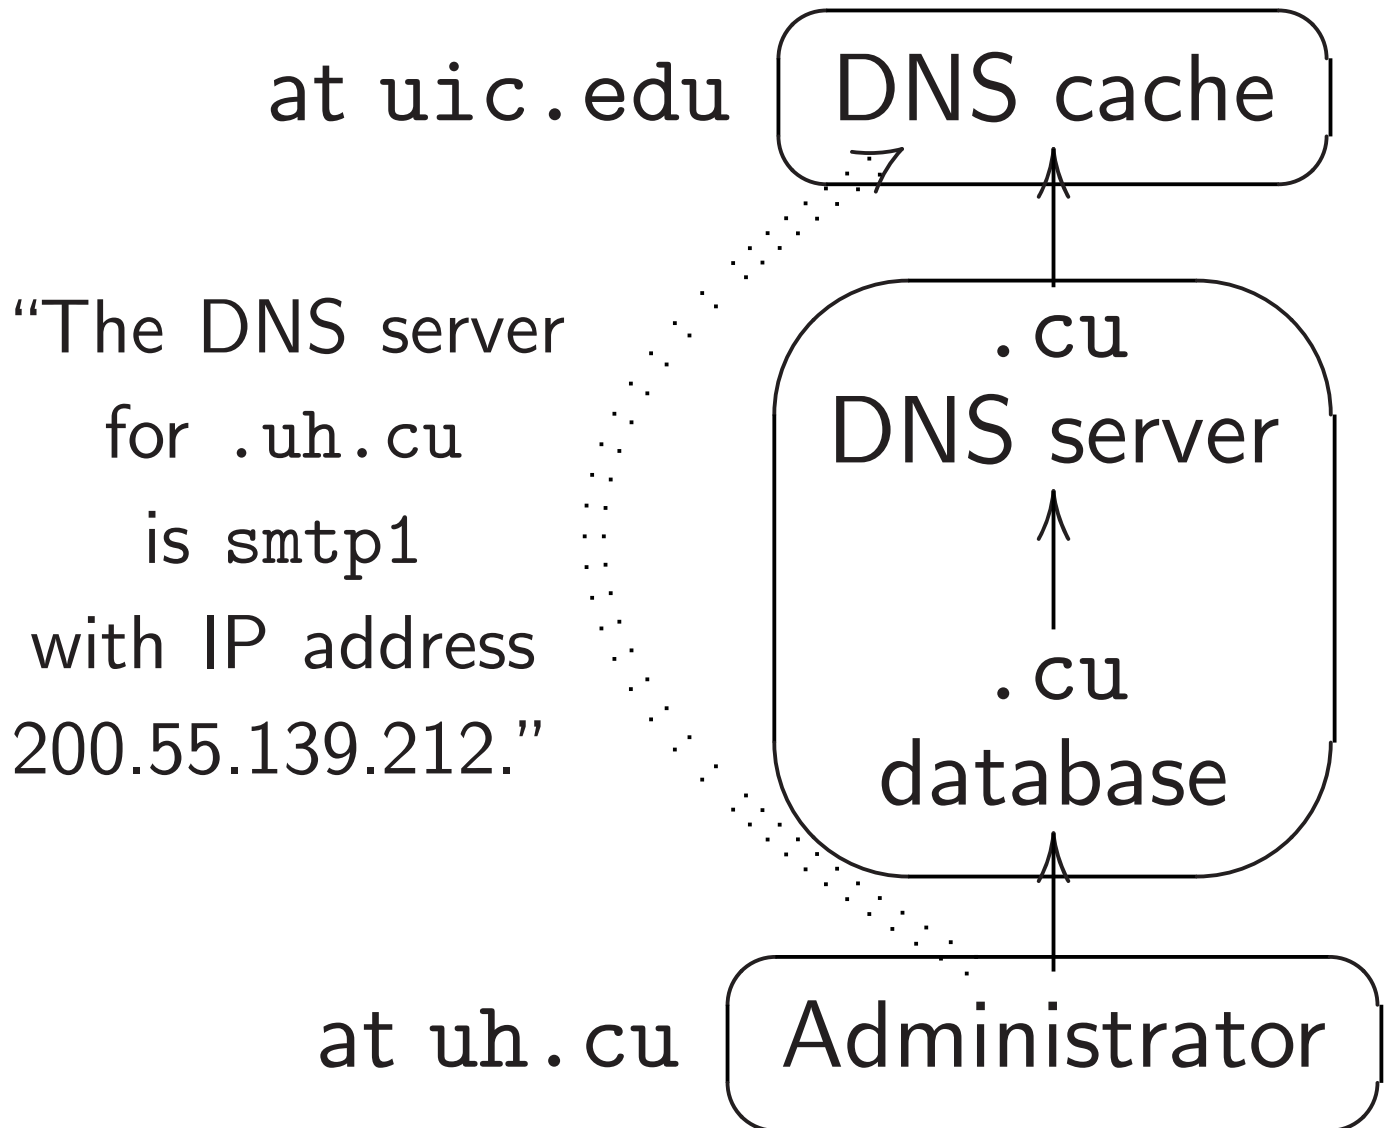 at uic.edu DNS cache
“The DNS server
for .uh.cu
is smtp1
with IP address
200.55.139.212.”
.cu
DNS server
.cu
database
at uh.cu Administrator